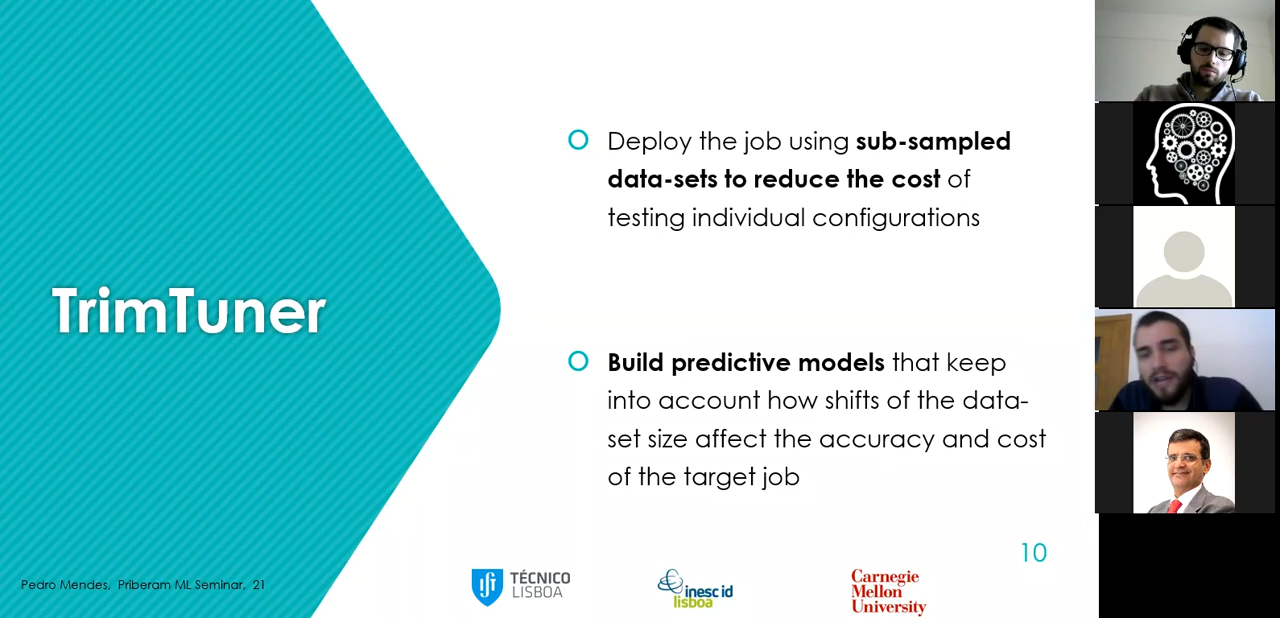 TrimTuner
Deploy the job using sub-sampled
data-sets to reduce the cost of
testing individual configurations
Build predictive models that keep
into account how shifts of the data-
set size affect the accuracy and cost
of the target job
10
Pedro Mendes, Priberam ML Seminar, 21
TÉCNICO
LISBOA
inesc id
lisboa
Carnegie
Mellon
University